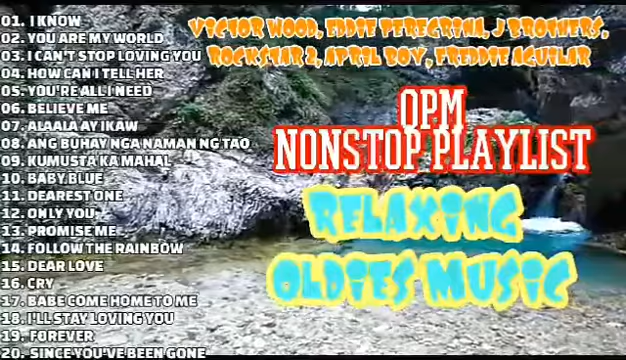 01. I KNOW
02. YOU ARE MY WORLD
03. I CAN'T STOP LOVING YOU
04. HOW CAN I TELL HER
05. YOU'RE ALL I NEED
06. BELIEVE ME
07. ALAALA AY IKAW
08. ANG BUHAY NGA NAMAN NG TAO
09. KUMUSTA KA MAHAL
10. BABY BLUE
11. DEAREST ONE
12. ONLY YOU
13. PROMISE ME
14. FOLLOW THE RAINBOW
15. DEAR LOVE
16. CRY
17. BABE COME HOME TO ME
18. I'LL STAY LOVING YOU
19. FOREVER
20. SINCE YOU'VE BEEN GONE
VICTOR WOOD, EDDIE PEREGRINA, J BROTHERS,
ROCKSTAR 2, APRIL BOY, FREDDIE AGUILAR
OPM
NONSTOP PLAYLIST
RELAXING
OLDIES MUSIC